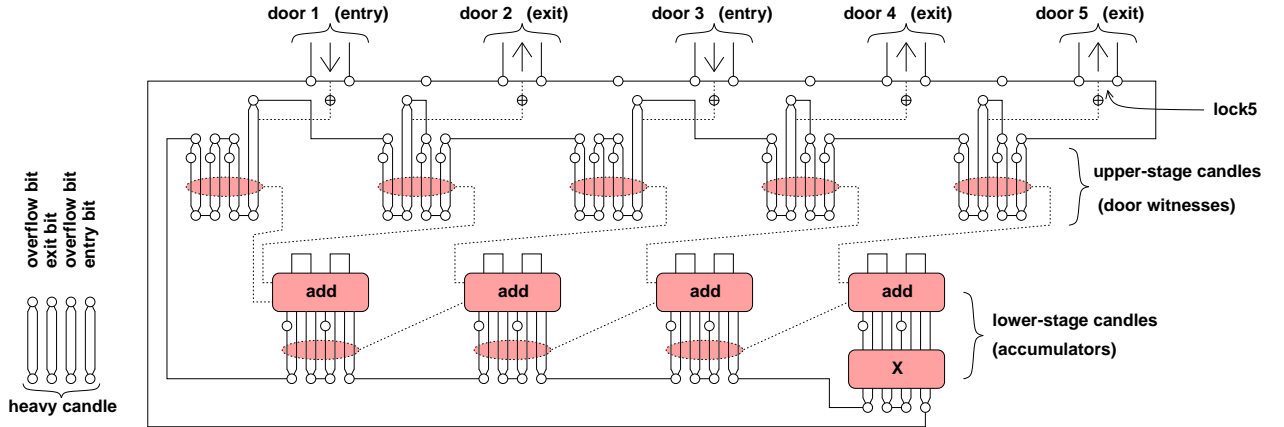 door 1 (entry)
door 2 (exit)
door 3 (entry)
door 4 (exit)
door 5 (exit)
lock5
upper-stage candles
(door witnesses)
overflow bit
exit bit
overflow bit
entry bit
add
add
add
add
lower-stage candles
(accumulators)
X
heavy candle